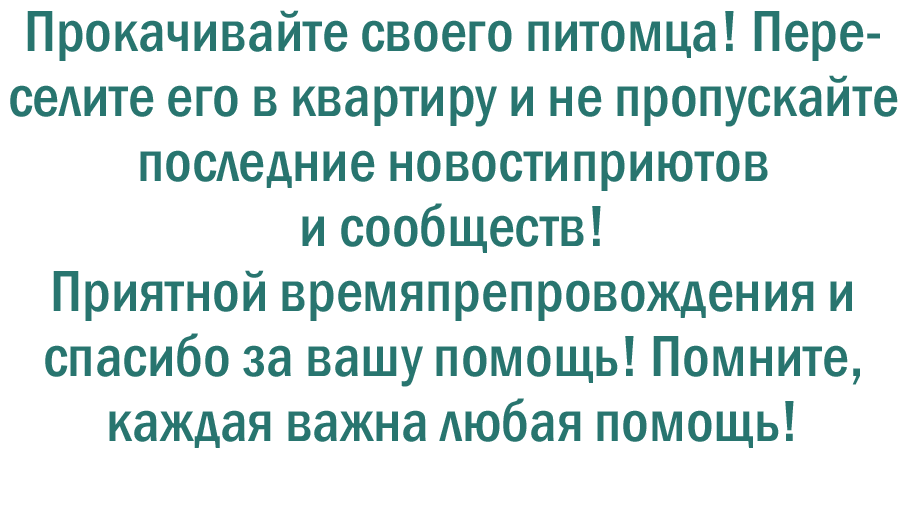 Прокачивайте своего питомца! Пере-
селите его в квартиру и не пропускайте
последние новостиприютов
и сообществ!
Приятной времяпрепровождения и
спасибо за вашу помощь! Помните,
каждая важна любая помощь!